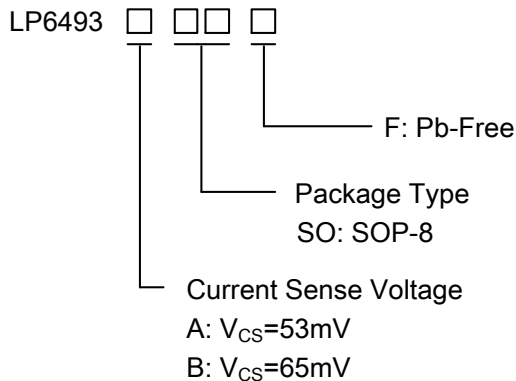 LP6493 □ □□ □
F: Pb-Free
Package Type
SO: SOP-8
Current Sense Voltage
A: VCS=53mV
B: VCS=65mV